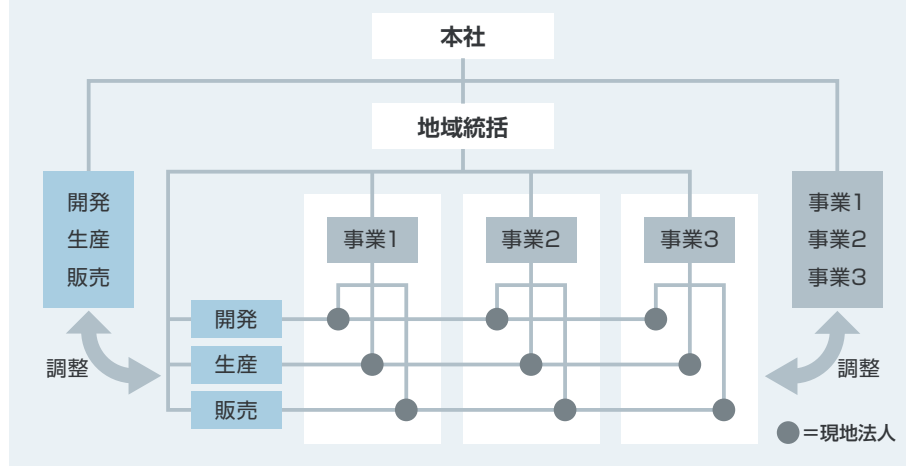 本社
地域統括
開発
生産
販売
事業1
事業2
事業3
事業1
事業2
事業3
開発
生産
販売
調整
調整
●=現地法人